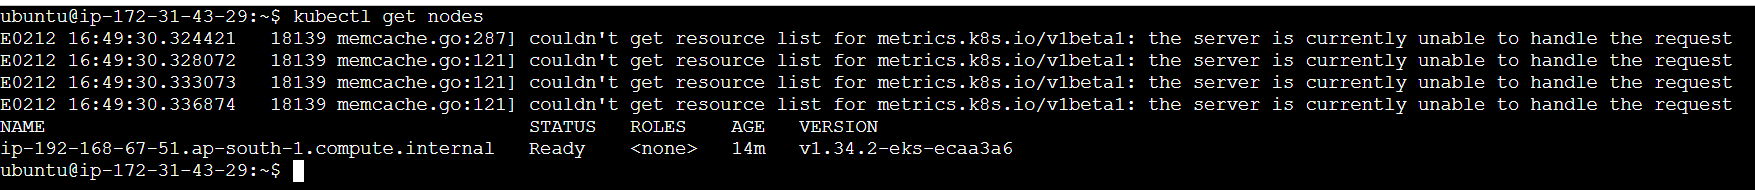 ubuntu@ip-172-31-43-29:~$ kubectl get nodes
E0212 16:49:30.324421   18139 memcache.go:287] couldn't get resource list for metrics.k8s.io/v1beta1: the server is currently unable to handle the request
E0212 16:49:30.328072   18139 memcache.go:121] couldn't get resource list for metrics.k8s.io/v1beta1: the server is currently unable to handle the request
E0212 16:49:30.333073   18139 memcache.go:121] couldn't get resource list for metrics.k8s.io/v1beta1: the server is currently unable to handle the request
E0212 16:49:30.336874   18139 memcache.go:121] couldn't get resource list for metrics.k8s.io/v1beta1: the server is currently unable to handle the request
NAME                                           STATUS   ROLES    AGE   VERSION
ip-192-168-67-51.ap-south-1.compute.internal   Ready    <none>   14m   v1.34.2-eks-ecaa3a6
ubuntu@ip-172-31-43-29:~$